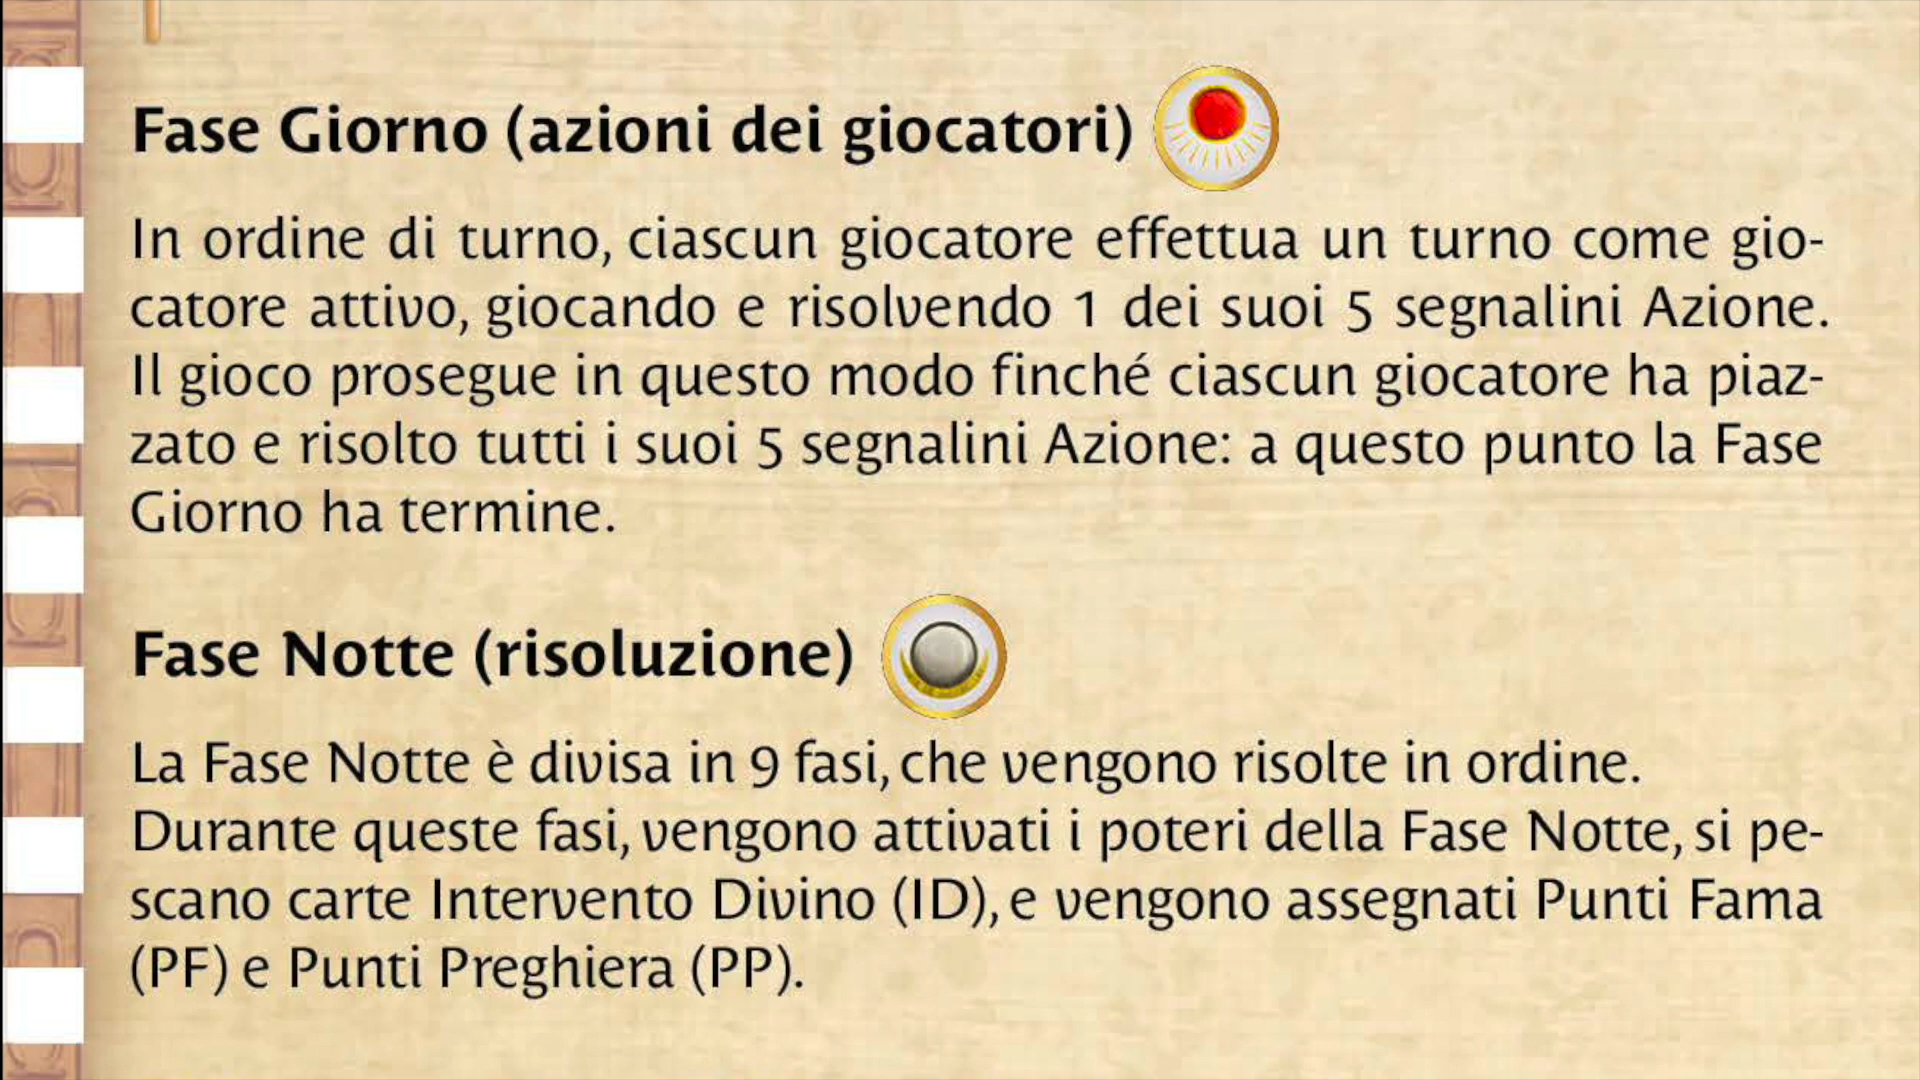 Fase Giorno (azioni dei giocatori)
In ordine di turno, ciascun giocatore effettua un turno come gio-
catore attivo, giocando e risolvendo 1 dei suoi 5 segnalini Azione.
Il gioco prosegue in questo modo finché ciascun giocatore ha piaz-
zato e risolto tutti i suoi 5 segnalini Azione: a questo punto la Fase
Giorno ha termine.
Fase Notte (risoluzione)
La Fase Notte è divisa in 9 fasi, che vengono risolte in ordine.
Durante queste fasi, vengono attivati i poteri della Fase Notte, si pe-
scano carte Intervento Divino (ID), e vengono assegnati Punti Fama
(PF) e Punti Preghiera (PP).